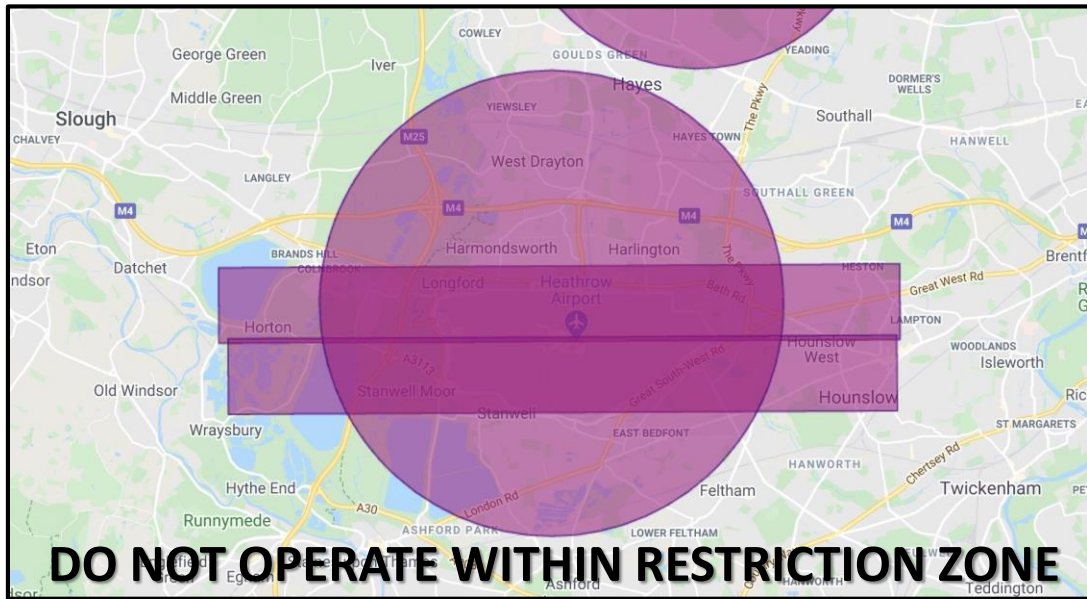 COWLEY
The Pkwy
George Green
GOULDS GREEN
YEADING
Iver
Hayes
DORMER'S
WELLS
Middle Green
YIEWSLEY
The Pkwy
Slough
Southall
CHALVEY
M25
HAYES TOWN
HANWELL
West Drayton
LANGLEY
SOUTHALL GREEN
M4
M4
M4
M4
Eton
Harmondsworth
Harlington
The Pkwy
BRANDS HILL
Datchet
COLNBROOK
HESTON
Brentf
ndsor
Longford
Heathrow
Airport
Bath Rd
Great West Rd
Horton
LAMPTON
Hounslow
West
WOODLANDS
A3113
Great South-West Rd
Isleworth
Old Windsor
Stanwell Moor
Hounslow
Ric
Stanwell
Wraysbury
EAST BEDFONT
ST MARGARETS
HANWORTH
Chertsey Rd
Hythe End
London Rd
Feltham
Twickenham
A30
Runnymede
ASHFORD PARK
LOWER FELTHAM
DO NOT OPERATE WITHIN RESTRICTION ZONE
Ashford
HANWORTH
Teddington